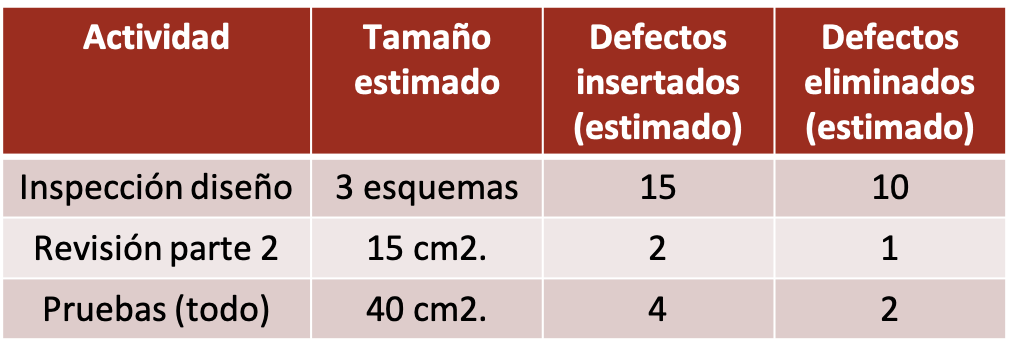 Actividad
Tamaño
estimado
Defectos
insertados
(estimado)
Defectos
eliminados
(estimado)
Inspección diseño
3 esquemas
15
10
Revisión parte 2
15 cm2.
2
1
Pruebas (todo)
40 cm2.
4
2